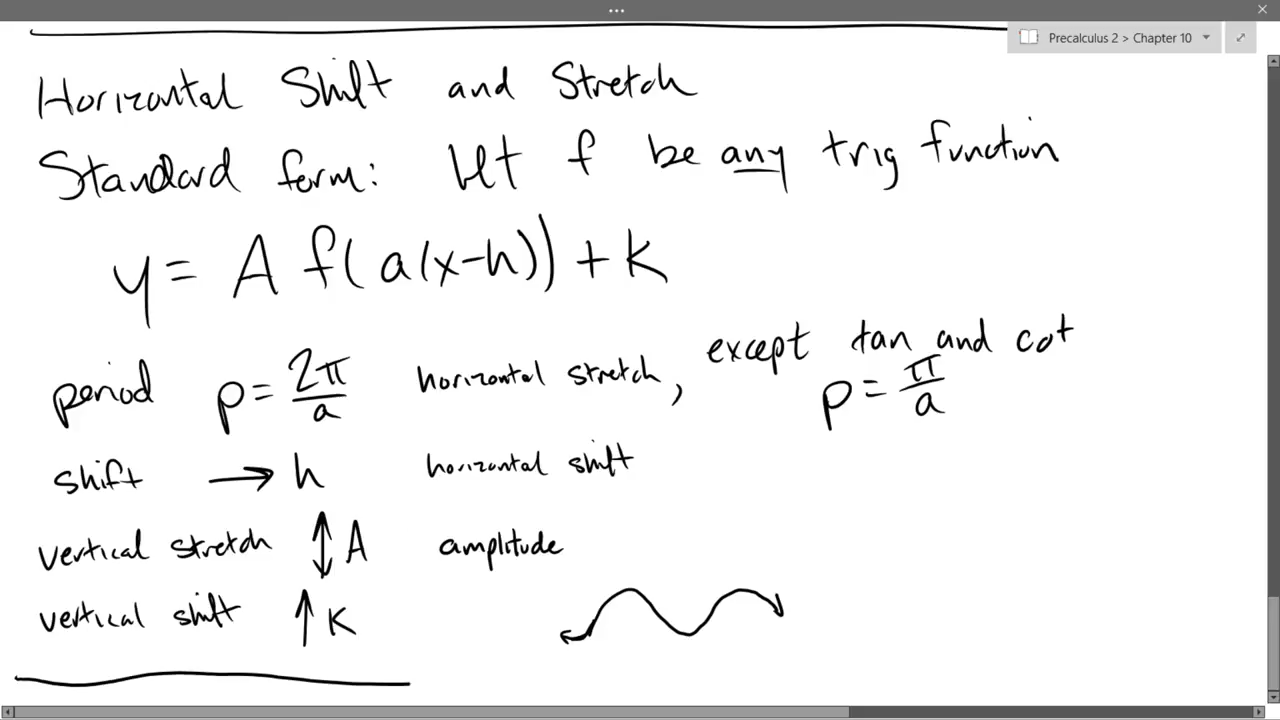 ...
Precalculus 2 > Chapter 10
Horizontal Shift and Stretch
Standard form: Let f be any trig function
y = A f(a(x-h)) + k
period p = 2π/a horizontal stretch, except tan and cot p = π/a
shift → h horizontal shift
vertical stretch ↕ A amplitude
vertical shift ↑ k